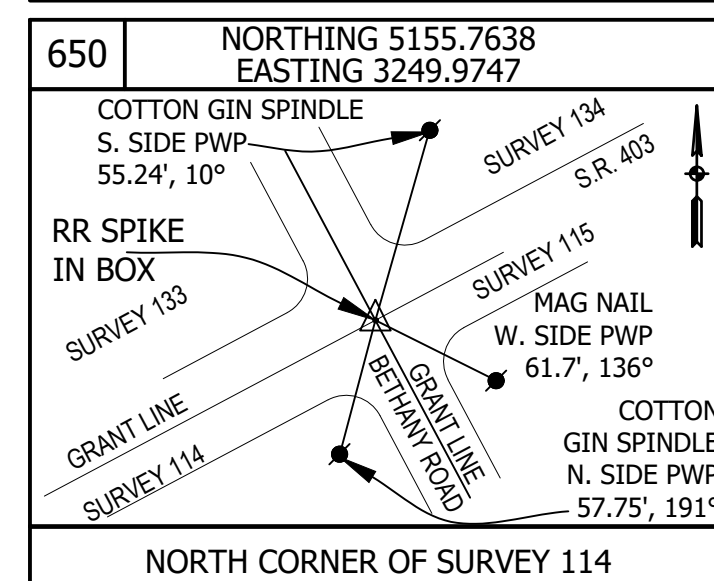 650
NORTHING 5155.7638
EASTING 3249.9747
COTTON GIN SPINDLE
S. SIDE PWP
55.24', 10°
SURVEY 134
S.R. 403
RR SPIKE
IN BOX
SURVEY 115
SURVEY 133
MAG NAIL
W. SIDE PWP
61.7', 136°
GRANT LINE
BETHANY ROAD
GRANT LINE
SURVEY 114
COTTON
GIN SPINDLE
N. SIDE PWP
57.75', 191°
NORTH CORNER OF SURVEY 114